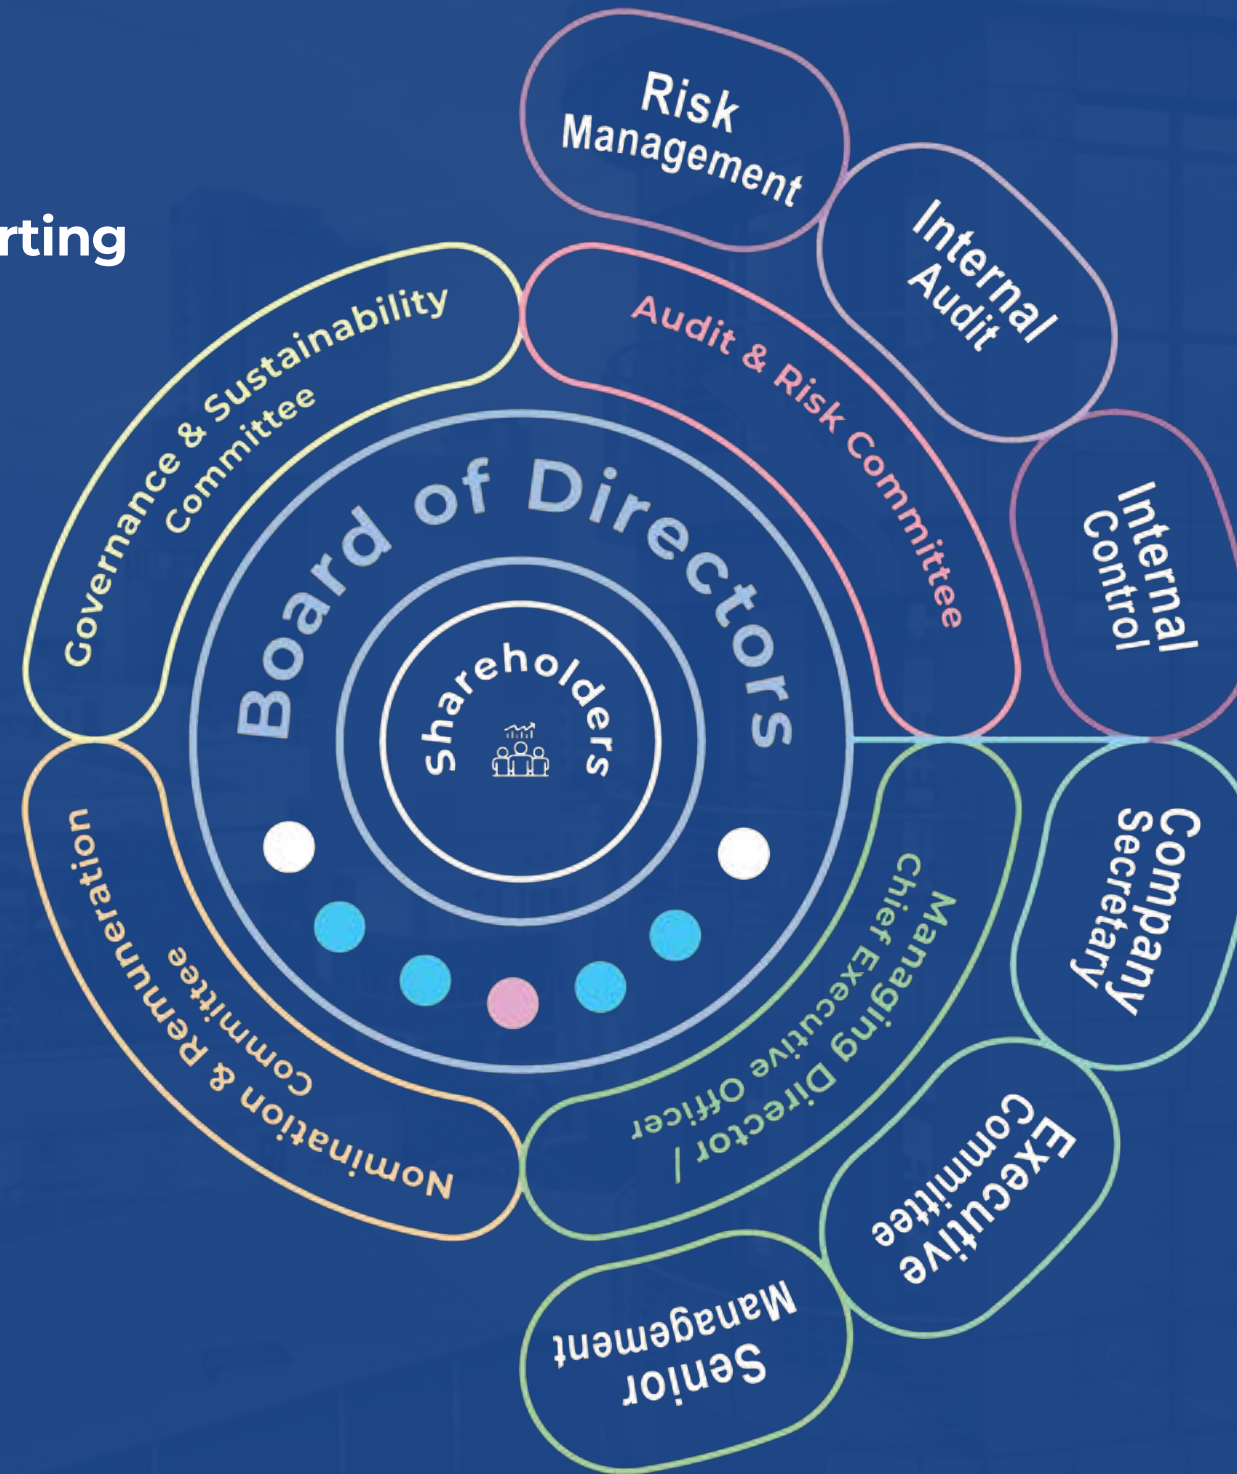 rting
Risk
Management
Internal
Audit
Internal
Control
Governance & Sustainability
Committee
Audit & Risk Committee
Board of Directors
Shareholders
Nomination & Remuneration
Committee
Managing Director /
Chief Executive Officer
Company
Secretary
Executive
Committee
Senior
Management